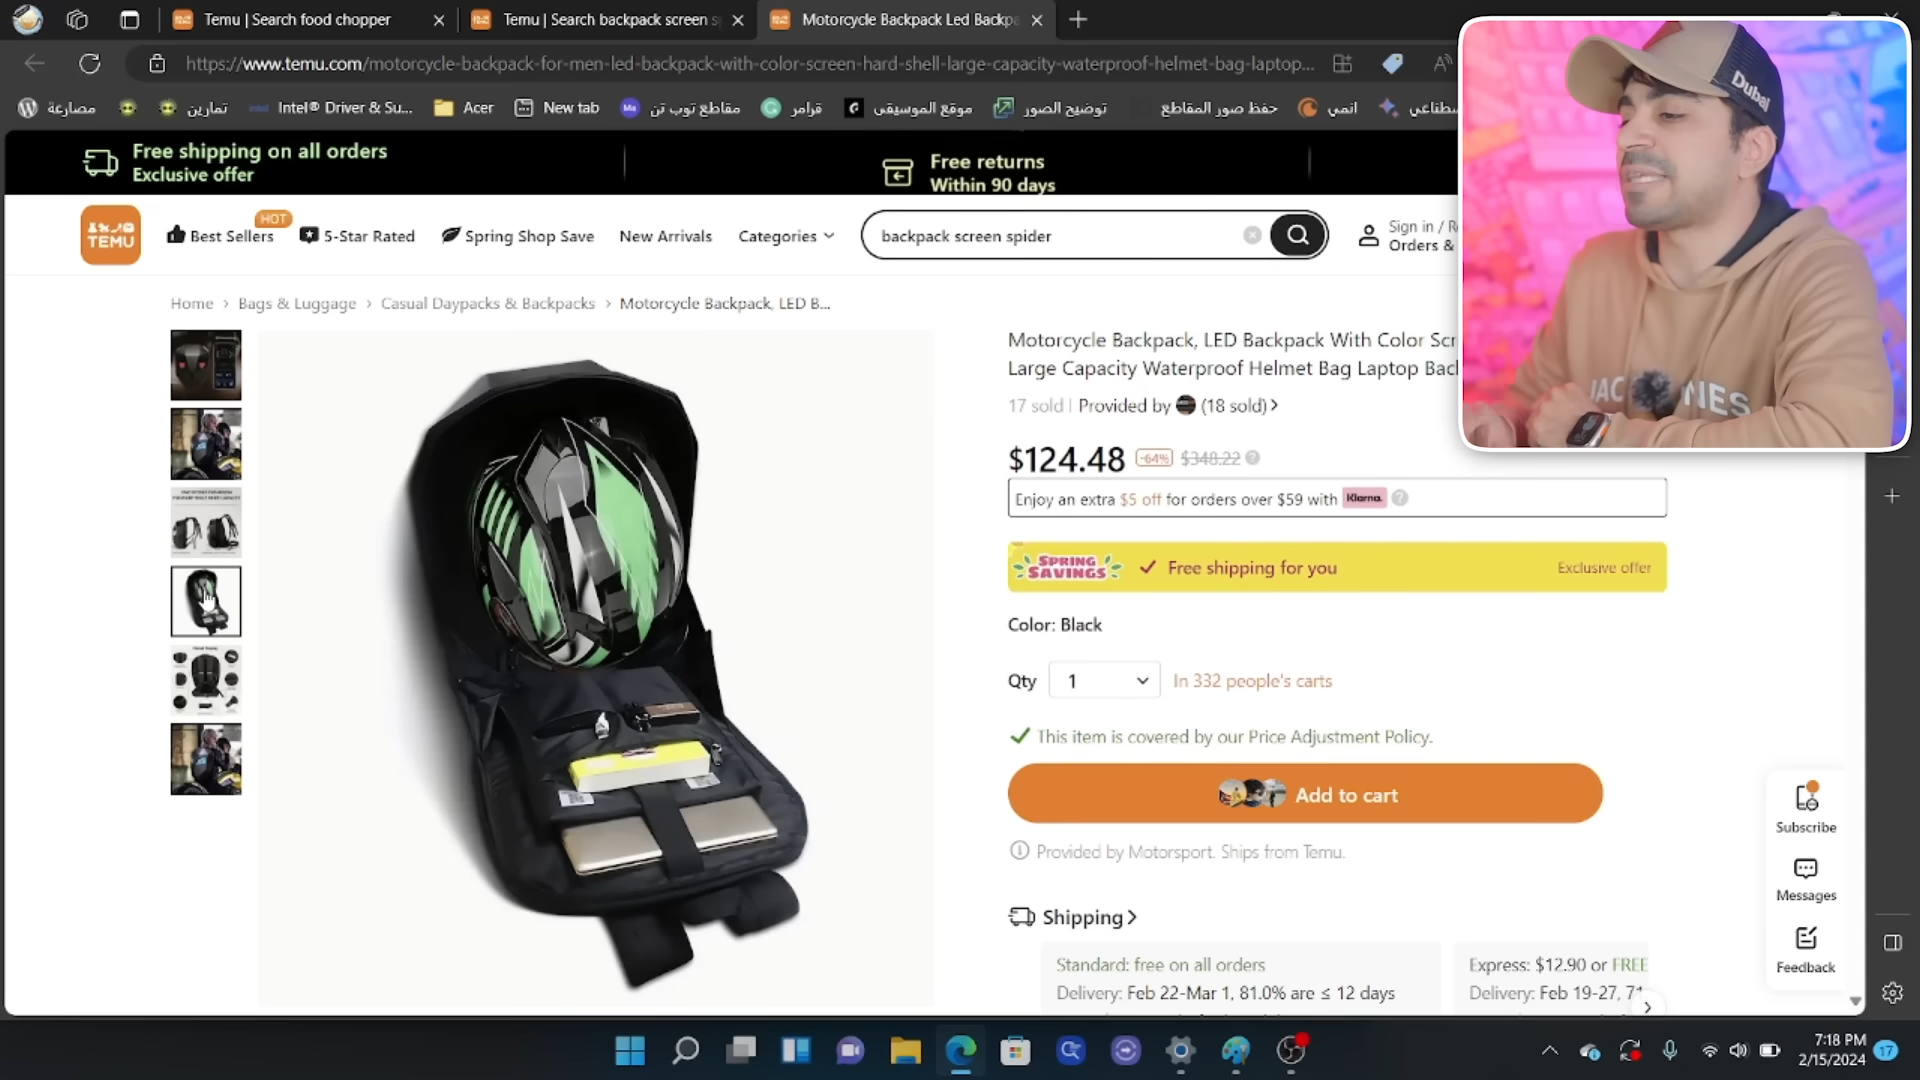 Temu | Search food chopper
Temu | Search backpack screen s
Motorcycle Backpack Led Backp
https://www.temu.com/motorcycle-backpack-for-men-led-backpack-with-color-screen-hard-shell-large-capacity-waterproof-helmet-bag-laptop...
مصارعة
تمارين
Intel® Driver & Su...
Acer
New tab
مقاطع توب تن
قرامر
موقع الموسيقى
توضيح الصور
حفظ صور المقاطع
انمي
Dubai
Free shipping on all orders
Exclusive offer
Free returns
Within 90 days
TEMU
Best Sellers
HOT
5-Star Rated
Spring Shop Save
New Arrivals
Categories
backpack screen spider
Sign in / R
Orders &
Home > Bags & Luggage > Casual Daypacks & Backpacks > Motorcycle Backpack, LED B...
Motorcycle Backpack, LED Backpack With Color Scr
Large Capacity Waterproof Helmet Bag Laptop Bac
JAC NES
17 sold | Provided by (18 sold) >
$124.48 -64% $348.22
Enjoy an extra $5 off for orders over $59 with Klarna.
SPRING SAVINGS
Free shipping for you
Exclusive offer
Color: Black
Qty 1
In 332 people's carts
This item is covered by our Price Adjustment Policy.
Add to cart
Provided by Motorsport. Ships from Temu.
Shipping >
Standard: free on all orders
Delivery: Feb 22-Mar 1, 81.0% are ≤ 12 days
Express: $12.90 or FREE
Delivery: Feb 19-27, 71
Subscribe
Messages
Feedback
7:18 PM
2/15/2024
17